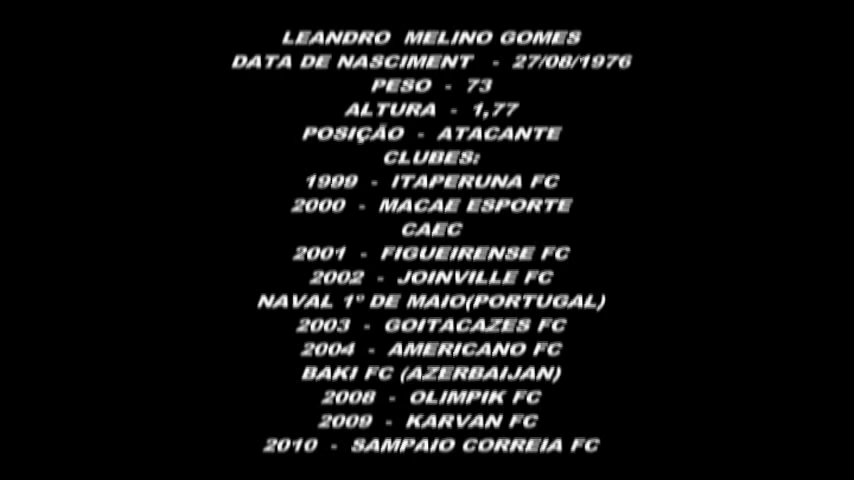 LEANDRO MELINO GOMES
DATA DE NASCIMENT - 27/08/1976
PESO - 73
ALTURA - 1,77
POSIÇÃO - ATACANTE
CLUBES:
1999 - ITAPERUNA FC
2000 - MACAE ESPORTE
CAEC
2001 - FIGUEIRENSE FC
2002 - JOINVILLE FC
NAVAL 1º DE MAIO(PORTUGAL)
2003 - GOITACAZES FC
2004 - AMERICANO FC
BAKI FC (AZERBAIJAN)
2008 - OLIMPIK FC
2009 - KARVAN FC
2010 - SAMPAIO CORREIA FC